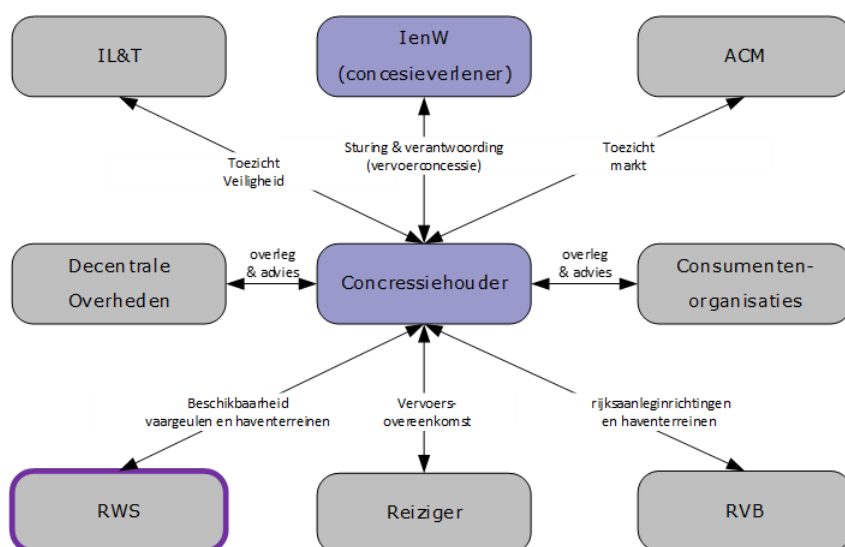 IL&T
IenW
(concesieverlener)
ACM
Sturing & verantwoording
(vervoerconcessie)
Toezicht
Veiligheid
Toezicht
markt
Decentrale
Overheden
overleg
& advies
Concressiehouder
overleg
& advies
Consumenten-
organisaties
Beschikbaarheid
vaargeulen en haventerreinen
Vervoers-
overeenkomst
rijksaanleginrichtingen
en haventerreinen
RWS
Reiziger
RVB